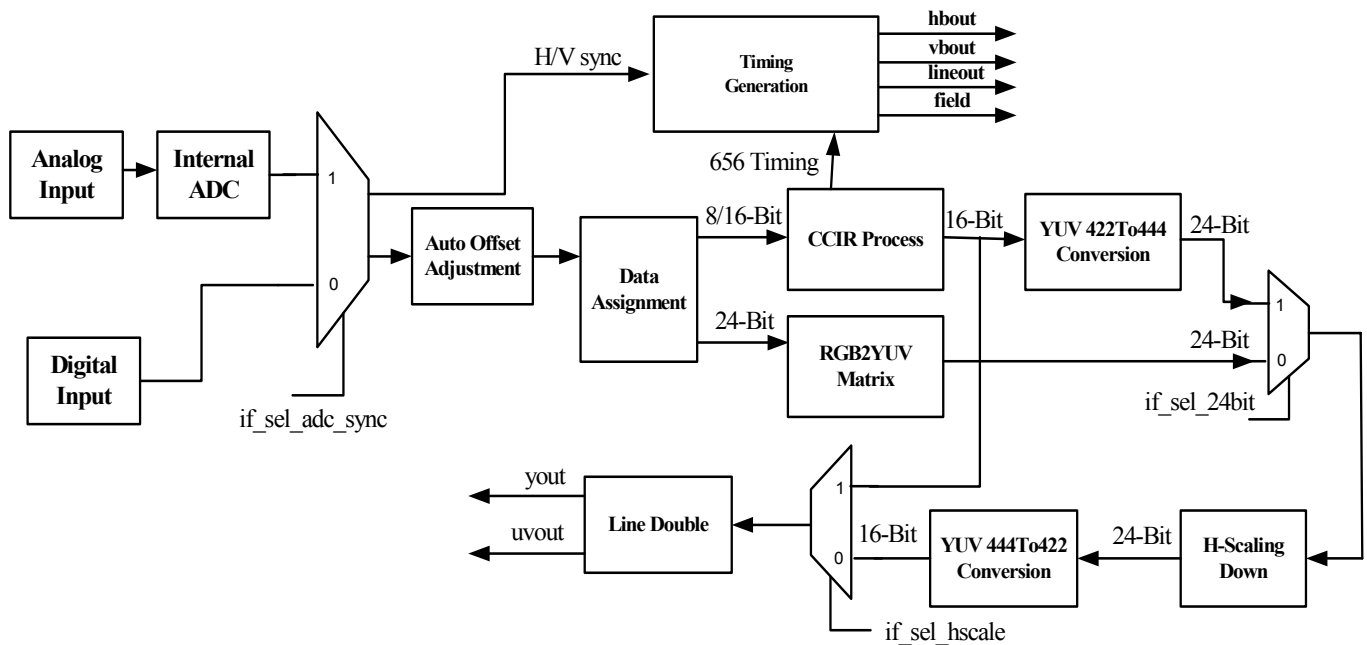 hbout
vbout
lineout
field
H/V sync
Timing
Generation
Analog
Input
Internal
ADC
1
656 Timing
8/16-Bit
CCIR Process
16-Bit
YUV 422To444
Conversion
24-Bit
Auto Offset
Adjustment
Data
Assignment
0
1
24-Bit
RGB2YUV
Matrix
24-Bit
0
Digital
Input
if_sel_adc_sync
if_sel_24bit
yout
uvout
Line Double
1
0
16-Bit
YUV 444To422
Conversion
24-Bit
H-Scaling
Down
if_sel_hscale